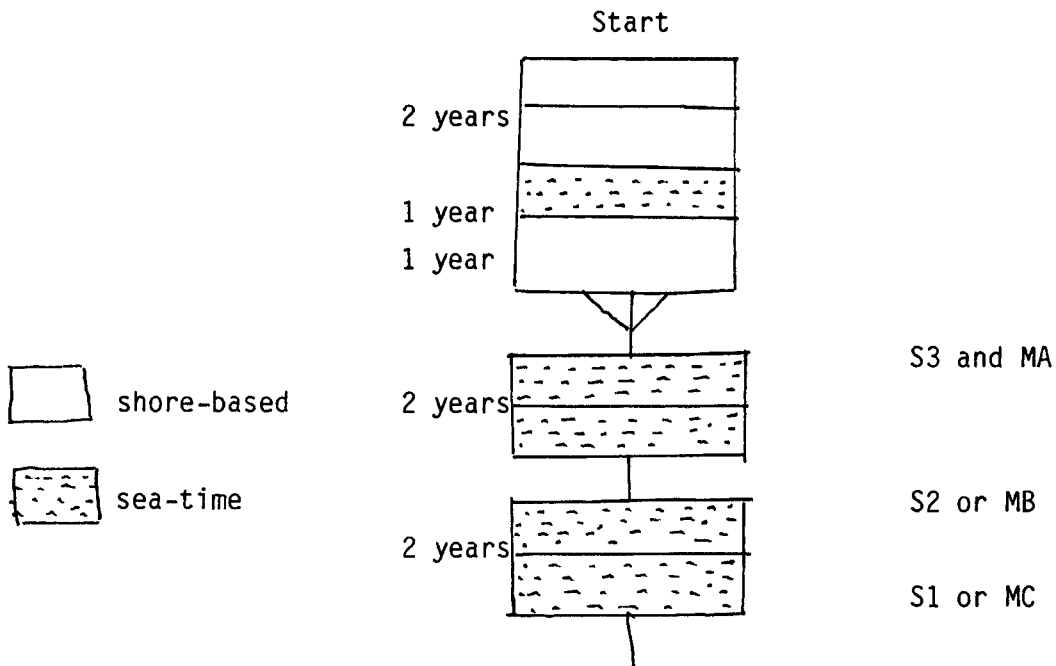 Start
2 years
1 year
1 year
S3 and MA
shore-based
2 years
sea-time
S2 or MB
2 years
S1 or MC